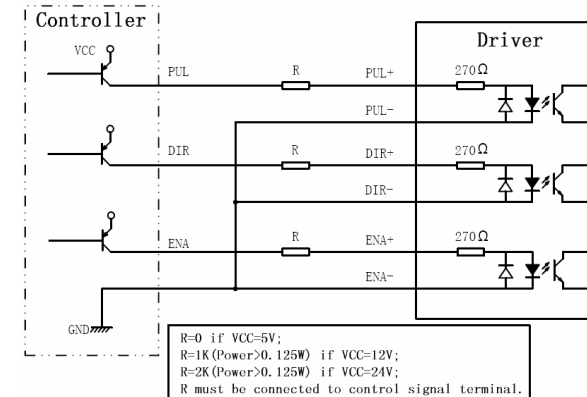 Controller
Driver
VCC
PUL
R
PUL+
270Ω
PUL-
DIR
R
DIR+
270Ω
DIR-
ENA
R
ENA+
270Ω
ENA-
GND
R=0 if VCC=5V;
R=1K(Power>0.125W) if VCC=12V;
R=2K(Power>0.125W) if VCC=24V;
R must be connected to control signal terminal.